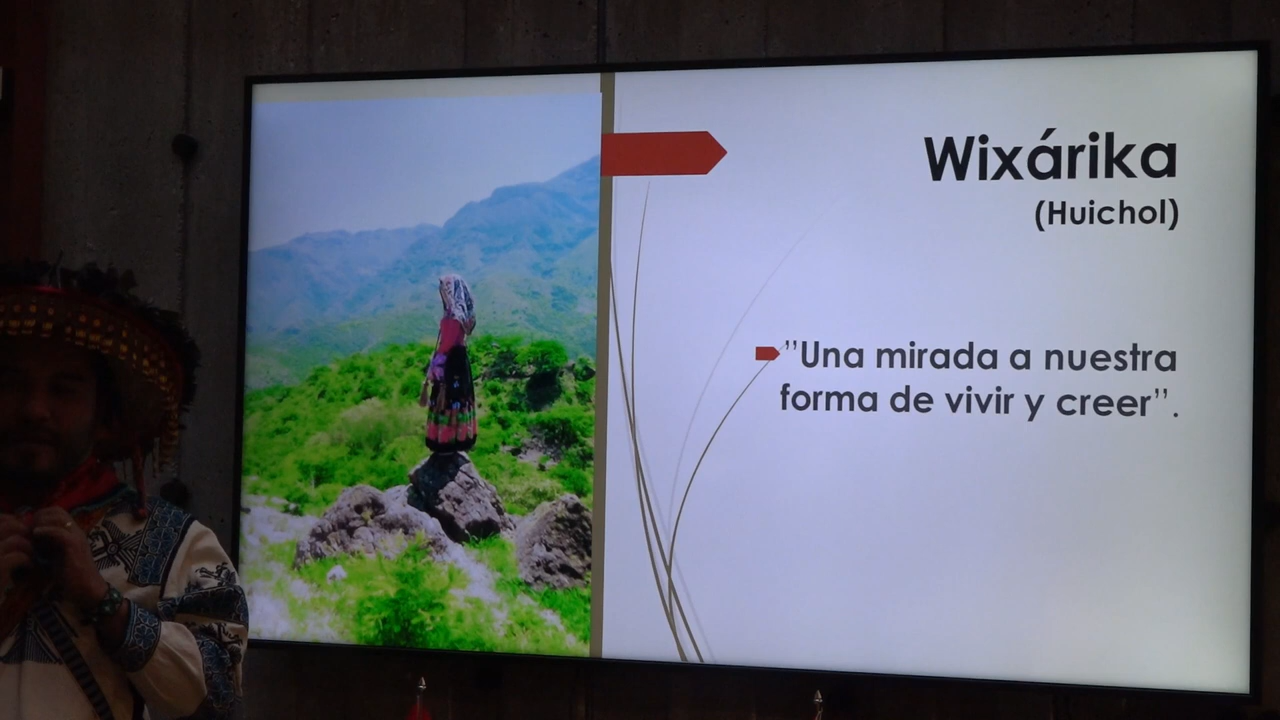 Wixárika
(Huichol)
”Una mirada a nuestra
forma de vivir y creer”.